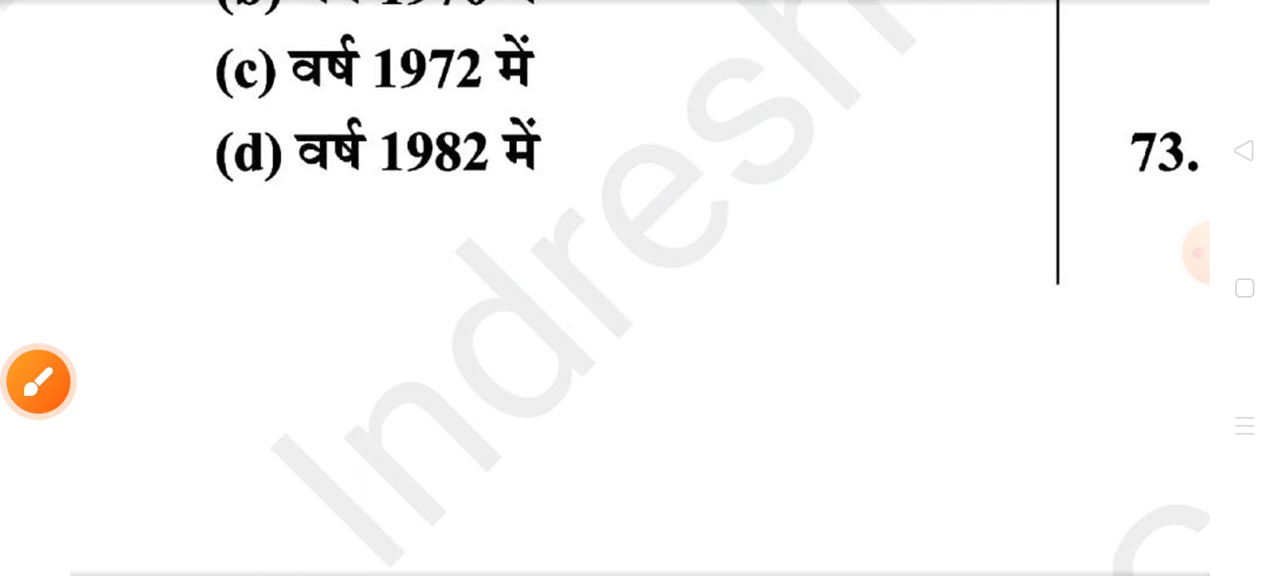 (c) वर्ष 1972 में
(d) वर्ष 1982 में
73.
Indresh